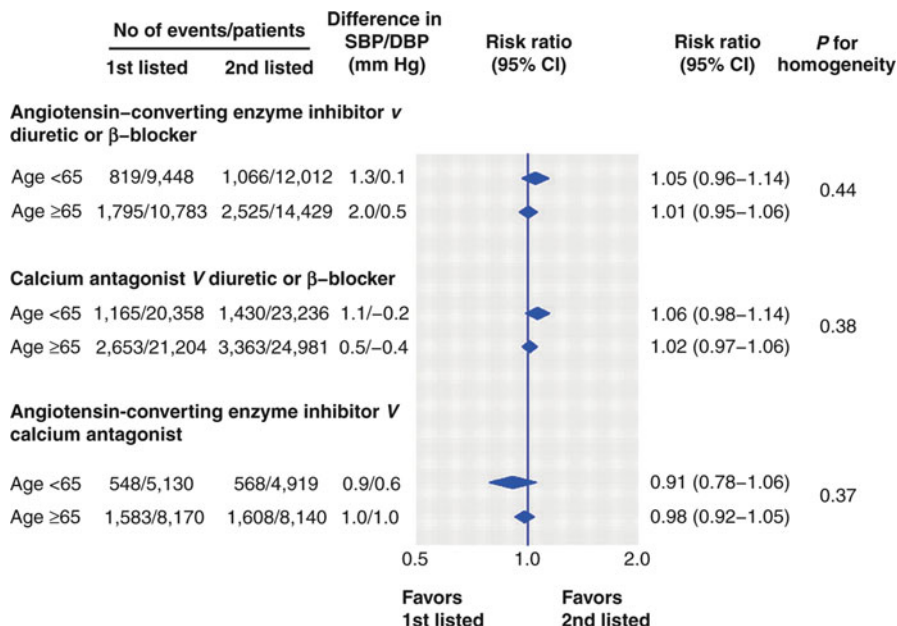 No of events/patients Difference in SBP/DBP (mm Hg) Risk ratio (95% CI) Risk ratio (95% CI) P for homogeneity
1st listed 2nd listed
Angiotensin–converting enzyme inhibitor v
diuretic or β–blocker
Age <65 819/9,448 1,066/12,012 1.3/0.1 1.05 (0.96–1.14)
0.44
Age ≥65 1,795/10,783 2,525/14,429 2.0/0.5 1.01 (0.95–1.06)
Calcium antagonist V diuretic or β–blocker
Age <65 1,165/20,358 1,430/23,236 1.1/–0.2 1.06 (0.98–1.14)
0.38
Age ≥65 2,653/21,204 3,363/24,981 0.5/–0.4 1.02 (0.97–1.06)
Angiotensin-converting enzyme inhibitor V
calcium antagonist
Age <65 548/5,130 568/4,919 0.9/0.6 0.91 (0.78–1.06)
0.37
Age ≥65 1,583/8,170 1,608/8,140 1.0/1.0 0.98 (0.92–1.05)
0.5 1.0 2.0
Favors Favors
1st listed 2nd listed